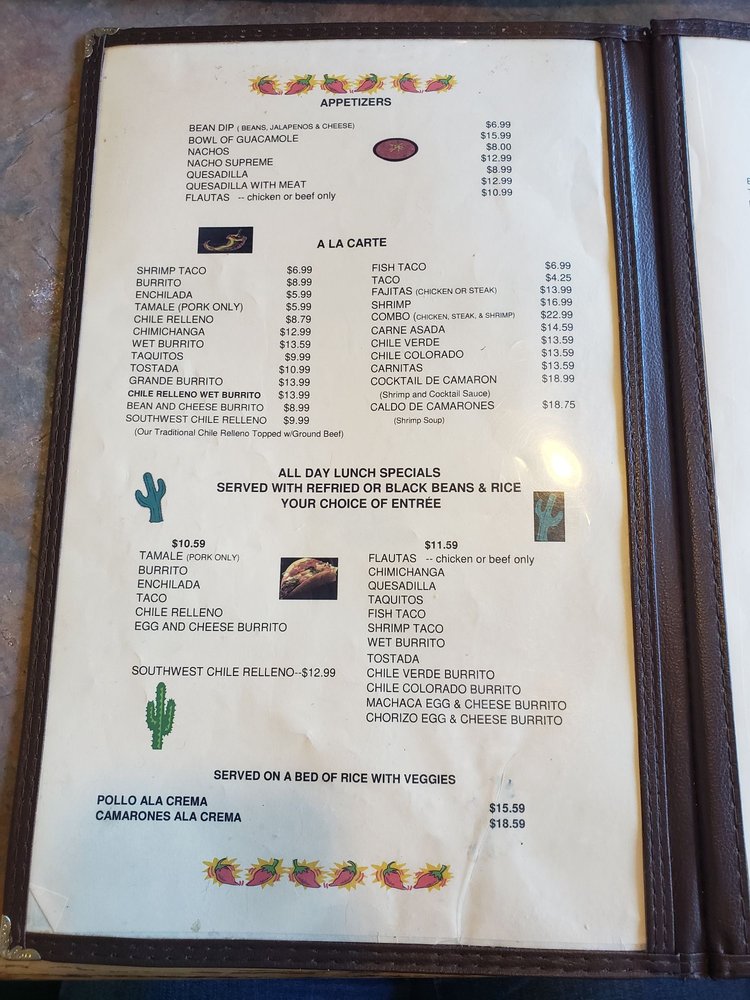 APPETIZERS
BEAN DIP ( BEANS, JALAPENOS & CHEESE) $6.99
BOWL OF GUACAMOLE $15.99
NACHOS $8.00
NACHO SUPREME $12.99
QUESADILLA $8.99
QUESADILLA WITH MEAT $12.99
FLAUTAS -- chicken or beef only $10.99
A LA CARTE
SHRIMP TACO $6.99
BURRITO $8.99
ENCHILADA $5.99
TAMALE (PORK ONLY) $5.99
CHILE RELLENO $8.79
CHIMICHANGA $12.99
WET BURRITO $13.59
TAQUITOS $9.99
TOSTADA $10.99
GRANDE BURRITO $13.99
CHILE RELLENO WET BURRITO $13.99
BEAN AND CHEESE BURRITO $8.99
SOUTHWEST CHILE RELLENO $9.99
(Our Traditional Chile Relleno Topped w/Ground Beef)
FISH TACO $6.99
TACO $4.25
FAJITAS (CHICKEN OR STEAK) $13.99
SHRIMP $16.99
COMBO (CHICKEN, STEAK, & SHRIMP) $22.99
CARNE ASADA $14.59
CHILE VERDE $13.59
CHILE COLORADO $13.59
CARNITAS $13.59
COCKTAIL DE CAMARON $18.99
(Shrimp and Cocktail Sauce)
CALDO DE CAMARONES $18.75
(Shrimp Soup)
ALL DAY LUNCH SPECIALS
SERVED WITH REFRIED OR BLACK BEANS & RICE
YOUR CHOICE OF ENTRÉE
$10.59
TAMALE (PORK ONLY)
BURRITO
ENCHILADA
TACO
CHILE RELLENO
EGG AND CHEESE BURRITO
SOUTHWEST CHILE RELLENO--$12.99
$11.59
FLAUTAS -- chicken or beef only
CHIMICHANGA
QUESADILLA
TAQUITOS
FISH TACO
SHRIMP TACO
WET BURRITO
TOSTADA
CHILE VERDE BURRITO
CHILE COLORADO BURRITO
MACHACA EGG & CHEESE BURRITO
CHORIZO EGG & CHEESE BURRITO
SERVED ON A BED OF RICE WITH VEGGIES
POLLO ALA CREMA $15.59
CAMARONES ALA CREMA $18.59